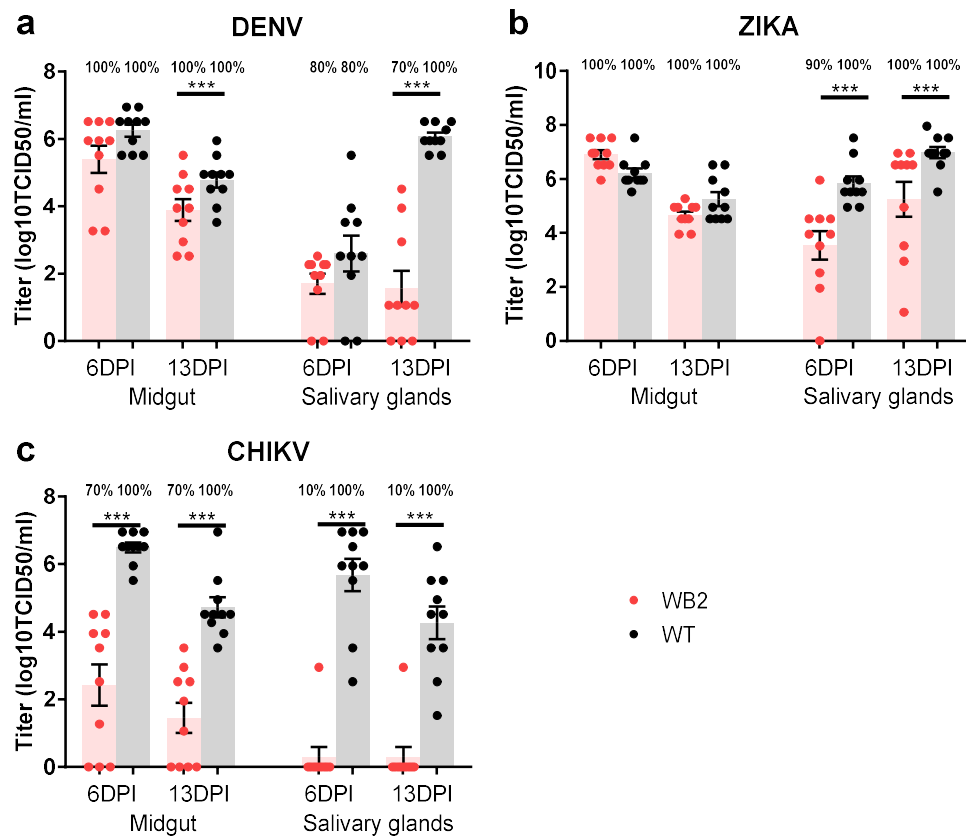 a
DENV
100% 100% 100% 100% 80% 80% 70% 100%
*** ***
8
6
4
2
0
Titer (log10TCID50/ml)
6DPI 13DPI 6DPI 13DPI
Midgut Salivary glands
b
ZIKA
100% 100% 100% 100% 90% 100% 100% 100%
*** ***
10
8
6
4
2
0
Titer (log10TCID50/ml)
6DPI 13DPI 6DPI 13DPI
Midgut Salivary glands
c
CHIKV
70% 100% 70% 100% 10% 100% 10% 100%
*** *** *** ***
8
6
4
2
0
Titer (log10TCID50/ml)
6DPI 13DPI 6DPI 13DPI
Midgut Salivary glands
WB2
WT